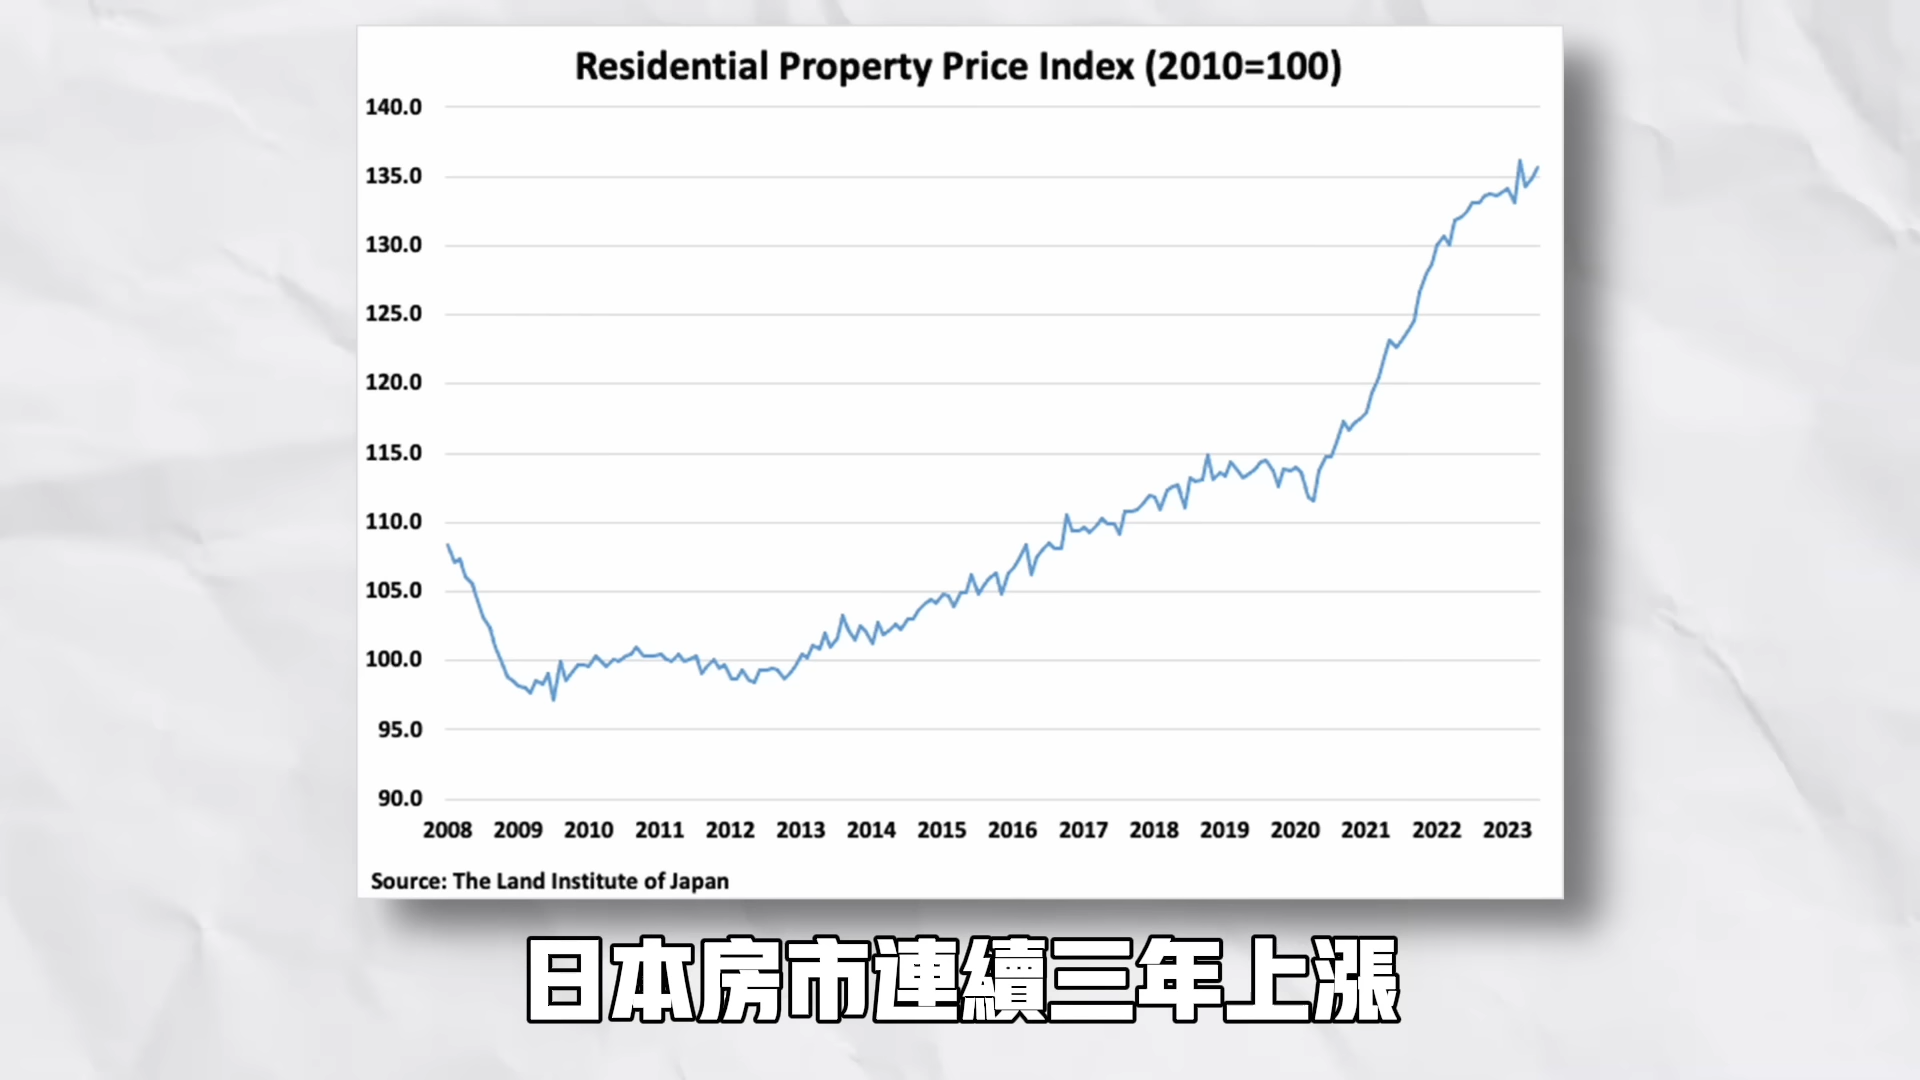 Residential Property Price Index (2010=100)
140.0
135.0
130.0
125.0
120.0
115.0
110.0
105.0
100.0
95.0
90.0
2008 2009 2010 2011 2012 2013 2014 2015 2016 2017 2018 2019 2020 2021 2022 2023
Source: The Land Institute of Japan
日本房市連續三年上漲